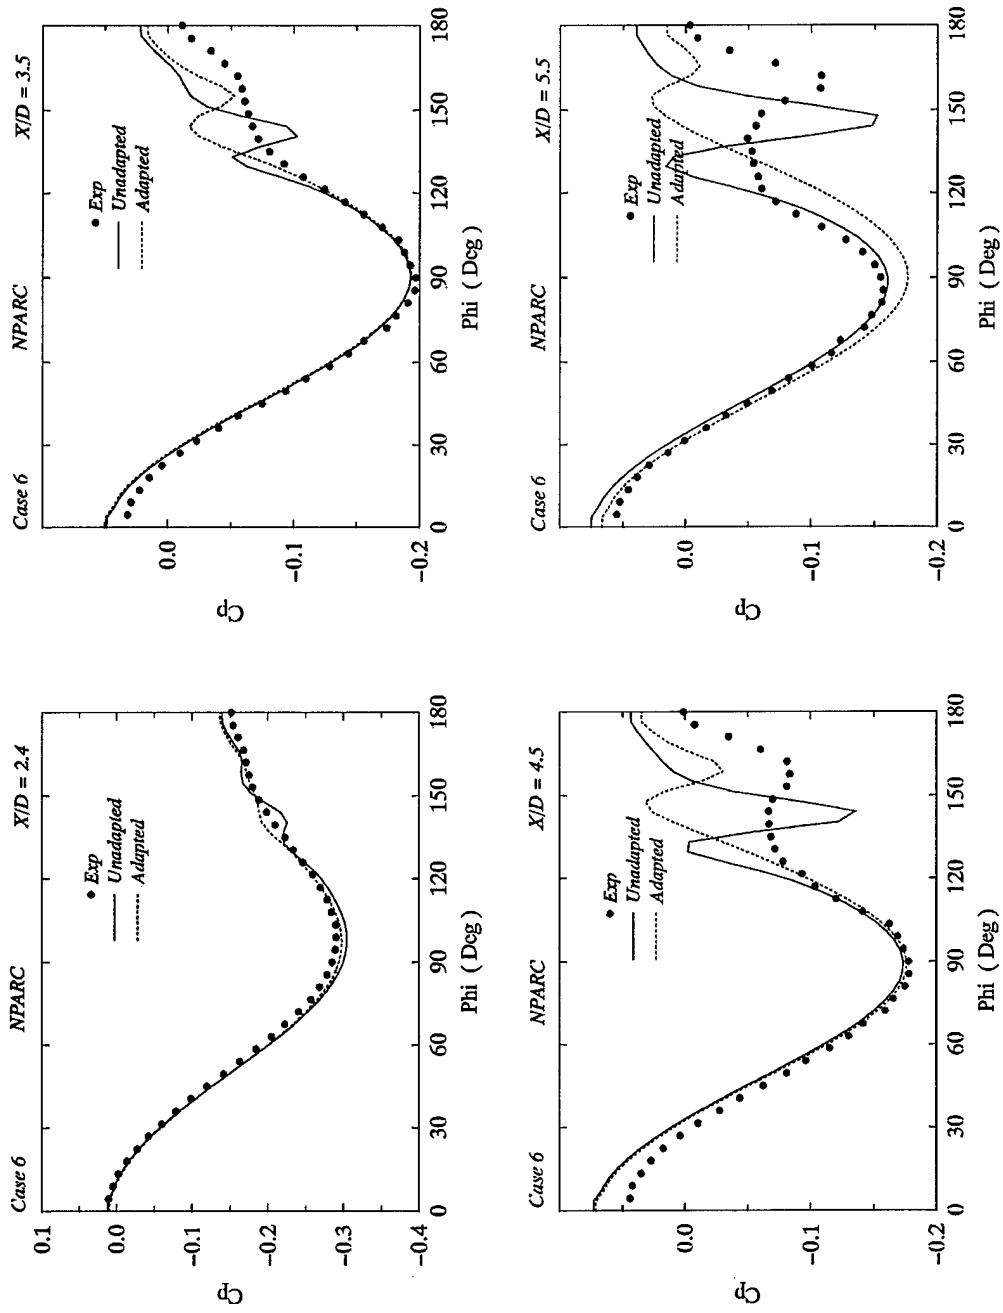 Case 6 NPARC X/D = 2.4
Exp
Unadapted
Adapted
Cp
0.1
0.0
-0.1
-0.2
-0.3
-0.4
0 30 60 90 120 150 180
Phi ( Deg )
Case 6 NPARC X/D = 3.5
Exp
Unadapted
Adapted
Cp
0.0
-0.1
-0.2
0 30 60 90 120 150 180
Phi ( Deg )
Case 6 NPARC X/D = 4.5
Exp
Unadapted
Adapted
Cp
0.0
-0.1
-0.2
0 30 60 90 120 150 180
Phi ( Deg )
Case 6 NPARC X/D = 5.5
Exp
Unadapted
Adapted
Cp
0.0
-0.1
-0.2
0 30 60 90 120 150 180
Phi ( Deg )